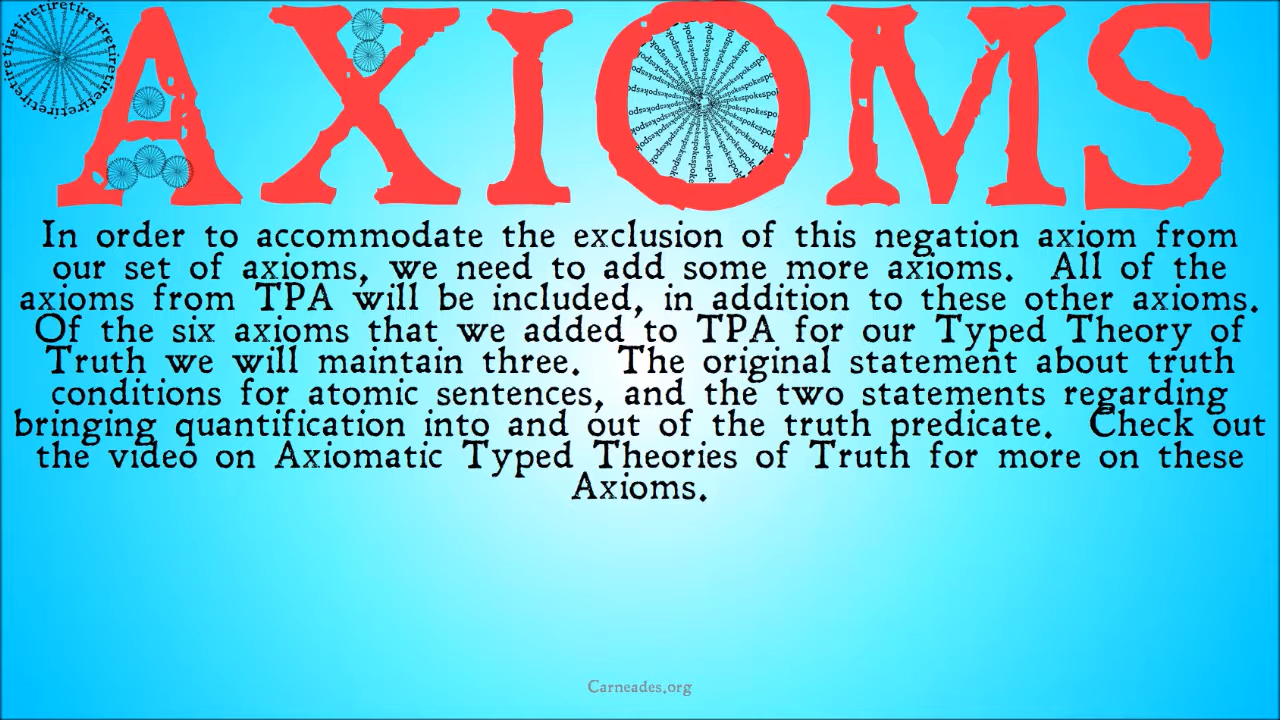 AXIOMS
In order to accommodate the exclusion of this negation axiom from
our set of axioms, we need to add some more axioms. All of the
axioms from TPA will be included, in addition to these other axioms.
Of the six axioms that we added to TPA for our Typed Theory of
Truth we will maintain three. The original statement about truth
conditions for atomic sentences, and the two statements regarding
bringing quantification into and out of the truth predicate. Check out
the video on Axiomatic Typed Theories of Truth for more on these
Axioms.
Carneades.org